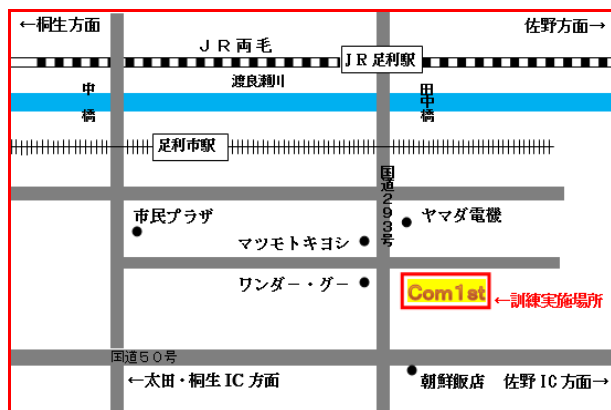 ←桐生方面
佐野方面→
ＪＲ両毛
ＪＲ足利駅
渡良瀬川
中橋
田中橋
足利市駅
国道２９３号
市民プラザ
ヤマダ電機
マツモトキヨシ
ワンダー・グー
Com1st
←訓練実施場所
国道５０号
←太田・桐生IC方面
朝鮮飯店
佐野IC方面→